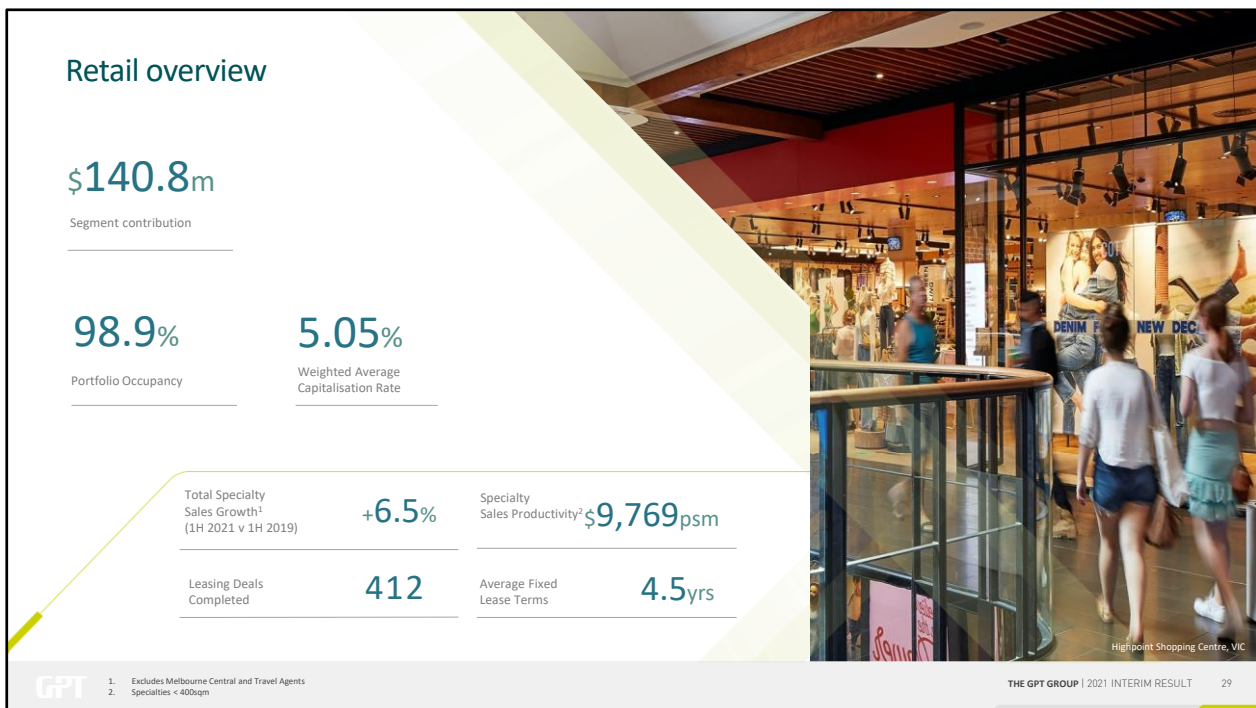 Retail overview
$140.8m
Segment contribution
98.9%
Portfolio Occupancy
5.05%
Weighted Average
Capitalisation Rate
Total Specialty
Sales Growth1
(1H 2021 v 1H 2019)
+6.5%
Specialty
Sales Productivity2
$9,769psm
Leasing Deals
Completed
412
Average Fixed
Lease Terms
4.5yrs
DENIM F
NEW DEC
Highpoint Shopping Centre, VIC
GPT
1. Excludes Melbourne Central and Travel Agents
2. Specialties < 400sqm
THE GPT GROUP | 2021 INTERIM RESULT 29